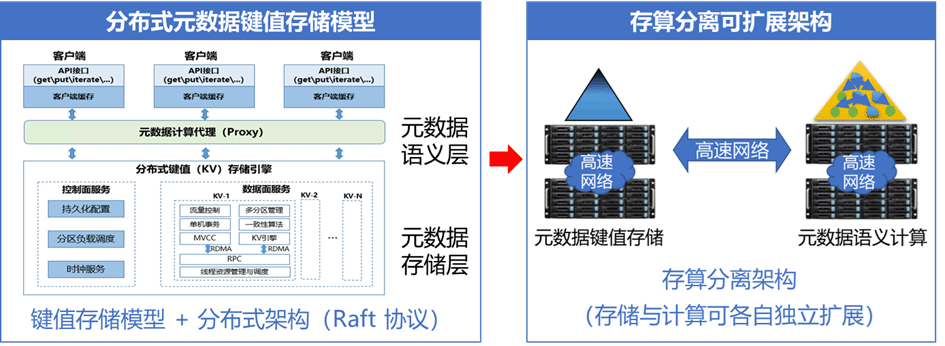 分布式元数据键值存储模型
客户端
客户端
客户端
API接口
(get\put\iterate\...)
API接口
(get\put\iterate\...)
API接口
(get\put\iterate\...)
客户端缓存
客户端缓存
客户端缓存
元数据计算代理（Proxy）
元数据
语义层
分布式键值（KV）存储引擎
控制面服务
持久化配置
分区负载调度
时钟服务
数据面服务
KV-1
KV-2
KV-N
流量控制
多分区管理
单机事务
一致性算法
MVCC
KV引擎
RDMA
RDMA
RPC
线程资源管理与调度
...
元数据
存储层
键值存储模型 + 分布式架构（Raft 协议）
存算分离可扩展架构
高速
网络
高速网络
高速
网络
元数据键值存储
元数据语义计算
存算分离架构
（存储与计算可各自独立扩展）